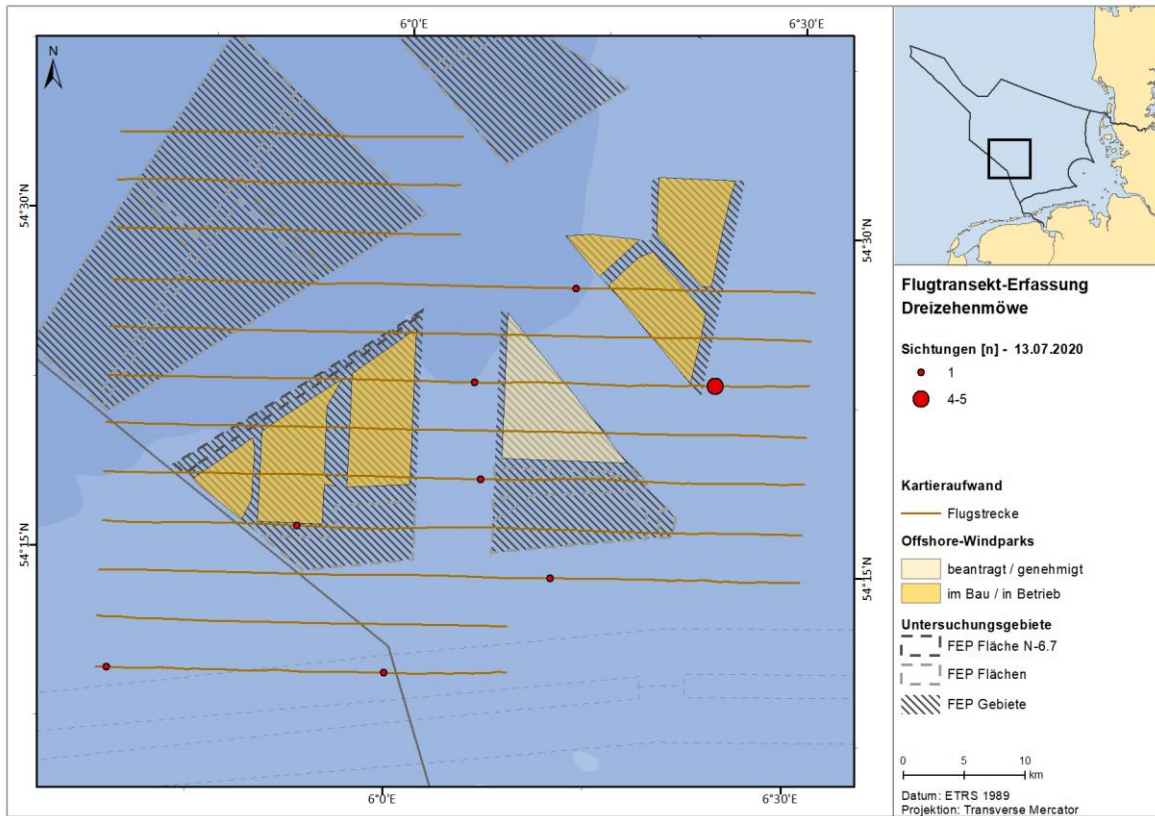 6°0'E
6°30'E
N
54°30'N
54°30'N
54°15'N
54°15'N
6°0'E
6°30'E
Flugtransekt-Erfassung
Dreizehenmöwe
Sichtungen [n] - 13.07.2020
1
4-5
Kartieraufwand
Flugstrecke
Offshore-Windparks
beantragt / genehmigt
im Bau / in Betrieb
Untersuchungsgebiete
FEP Fläche N-6.7
FEP Flächen
FEP Gebiete
0 5 10
km
Datum: ETRS 1989
Projektion: Transverse Mercator